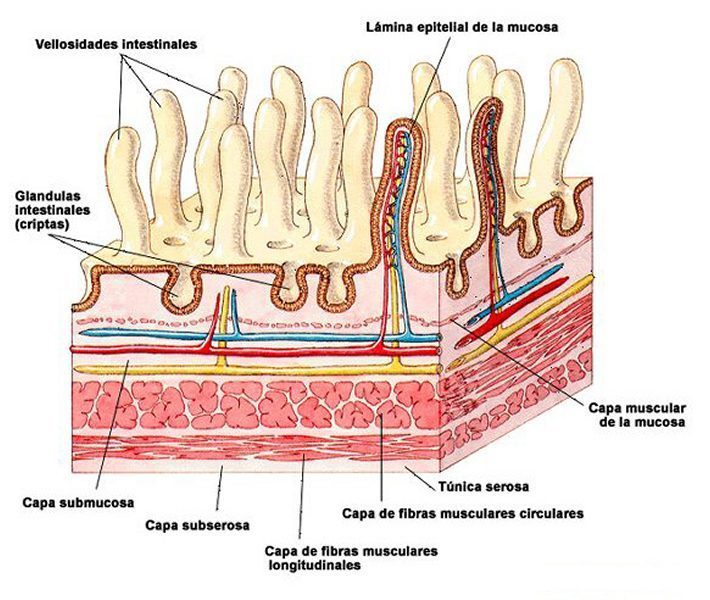 Lámina epitelial de la mucosa
Vellosidades intestinales
Glandulas
intestinales
(criptas)
Capa muscular
de la mucosa
Túnica serosa
Capa submucosa
Capa de fibras musculares circulares
Capa subserosa
Capa de fibras musculares
longitudinales